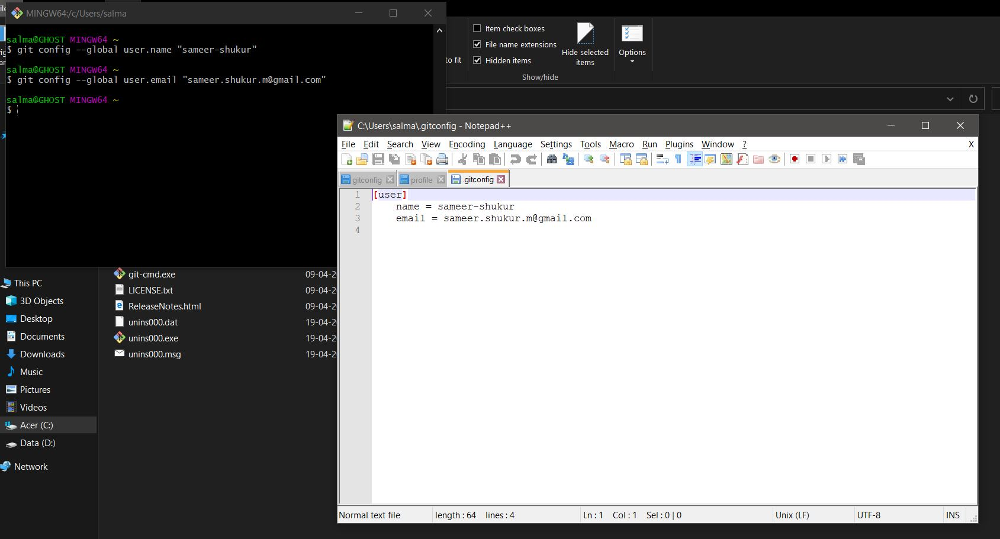 MINGW64:/c/Users/salma
salma@GHOST MINGW64 ~
$ git config --global user.name "sameer-shukur"
salma@GHOST MINGW64 ~
$ git config --global user.email "sameer.shukur.m@gmail.com"
salma@GHOST MINGW64 ~
$
to fit
Item check boxes
File name extensions
Hidden items
Hide selected
items
Options
Show/hide
C:\Users\salma\.gitconfig - Notepad++
File Edit Search View Encoding Language Settings Tools Macro Run Plugins Window ? X
gitconfig profile .gitconfig
1 [user]
2 name = sameer-shukur
3 email = sameer.shukur.m@gmail.com
4
This PC
3D Objects
Desktop
Documents
Downloads
Music
Pictures
Videos
Acer (C:)
Data (D:)
Network
git-cmd.exe 09-04-2
LICENSE.txt 09-04-2
ReleaseNotes.html 09-04-2
unins000.dat 19-04-2
unins000.exe 19-04-2
unins000.msg 19-04-2
Normal text file length : 64 lines : 4 Ln : 1 Col : 1 Sel : 0 | 0 Unix (LF) UTF-8 INS